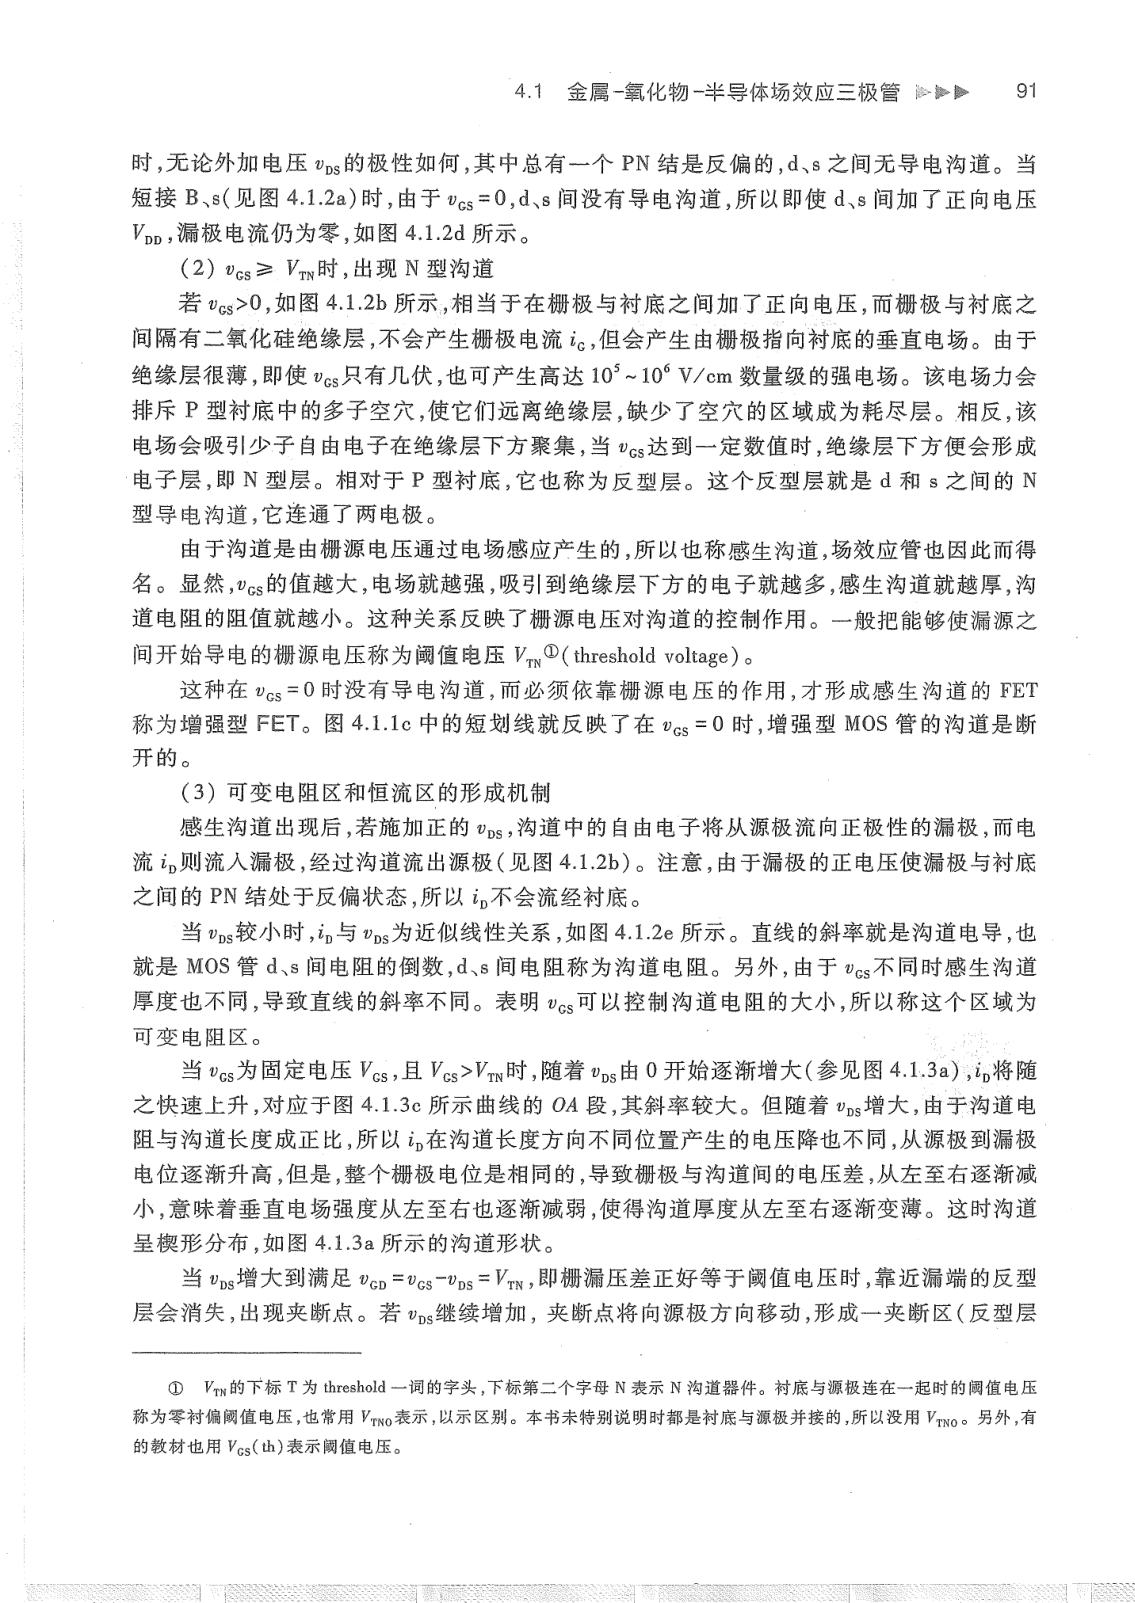 4.1 金属-氧化物-半导体场效应三极管 91
时,无论外加电压 vDS的极性如何,其中总有一个 PN 结是反偏的,d、s 之间无导电沟道。当
短接 B、s(见图 4.1.2a)时,由于 vGS=0,d、s 间没有导电沟道,所以即使 d、s 间加了正向电压
VDD,漏极电流仍为零,如图 4.1.2d 所示。
(2) vGS≥ VTN时,出现 N 型沟道
若 vGS>0,如图 4.1.2b 所示,相当于在栅极与衬底之间加了正向电压,而栅极与衬底之
间隔有二氧化硅绝缘层,不会产生栅极电流 iG,但会产生由栅极指向衬底的垂直电场。由于
绝缘层很薄,即使 vGS只有几伏,也可产生高达 10⁵~10⁶ V/cm 数量级的强电场。该电场力会
排斥 P 型衬底中的多子空穴,使它们远离绝缘层,缺少了空穴的区域成为耗尽层。相反,该
电场会吸引少子自由电子在绝缘层下方聚集,当 vGS达到一定数值时,绝缘层下方便会形成
电子层,即 N 型层。相对于 P 型衬底,它也称为反型层。这个反型层就是 d 和 s 之间的 N
型导电沟道,它连通了两电极。
由于沟道是由栅源电压通过电场感应产生的,所以也称感生沟道,场效应管也因此而得
名。显然,vGS的值越大,电场就越强,吸引到绝缘层下方的电子就越多,感生沟道就越厚,沟
道电阻的阻值就越小。这种关系反映了栅源电压对沟道的控制作用。一般把能够使漏源之
间开始导电的栅源电压称为阈值电压 VTN①(threshold voltage)。
这种在 vGS=0 时没有导电沟道,而必须依靠栅源电压的作用,才形成感生沟道的 FET
称为增强型 FET。图 4.1.1c 中的短划线就反映了在 vGS=0 时,增强型 MOS 管的沟道是断
开的。
(3) 可变电阻区和恒流区的形成机制
感生沟道出现后,若施加正的 vDS,沟道中的自由电子将从源极流向正极性的漏极,而电
流 iD则流入漏极,经过沟道流出源极(见图 4.1.2b)。注意,由于漏极的正电压使漏极与衬底
之间的 PN 结处于反偏状态,所以 iD不会流经衬底。
当 vDS较小时,iD与 vDS为近似线性关系,如图 4.1.2e 所示。直线的斜率就是沟道电导,也
就是 MOS 管 d、s 间电阻的倒数,d、s 间电阻称为沟道电阻。另外,由于 vGS不同时感生沟道
厚度也不同,导致直线的斜率不同。表明 vGS可以控制沟道电阻的大小,所以称这个区域为
可变电阻区。
当 vGS为固定电压 VGS,且 VGS>VTN时,随着 vDS由 0 开始逐渐增大(参见图 4.1.3a),iD将随
之快速上升,对应于图 4.1.3c 所示曲线的 OA 段,其斜率较大。但随着 vDS增大,由于沟道电
阻与沟道长度成正比,所以 iD在沟道长度方向不同位置产生的电压降也不同,从源极到漏极
电位逐渐升高,但是,整个栅极电位是相同的,导致栅极与沟道间的电压差,从左至右逐渐减
小,意味着垂直电场强度从左至右也逐渐减弱,使得沟道厚度从左至右逐渐变薄。这时沟道
呈楔形分布,如图 4.1.3a 所示的沟道形状。
当 vDS增大到满足 vGD=vGS-vDS=VTN,即栅漏压差正好等于阈值电压时,靠近漏端的反型
层会消失,出现夹断点。若 vDS继续增加, 夹断点将向源极方向移动,形成一夹断区(反型层
① VTN的下标 T 为 threshold 一词的字头,下标第二个字母 N 表示 N 沟道器件。衬底与源极连在一起时的阈值电压
称为零衬偏阈值电压,也常用 VTNO表示,以示区别。本书未特别说明时都是衬底与源极并接的,所以没用 VTNO。另外,有
的教材也用 VGS(th)表示阈值电压。